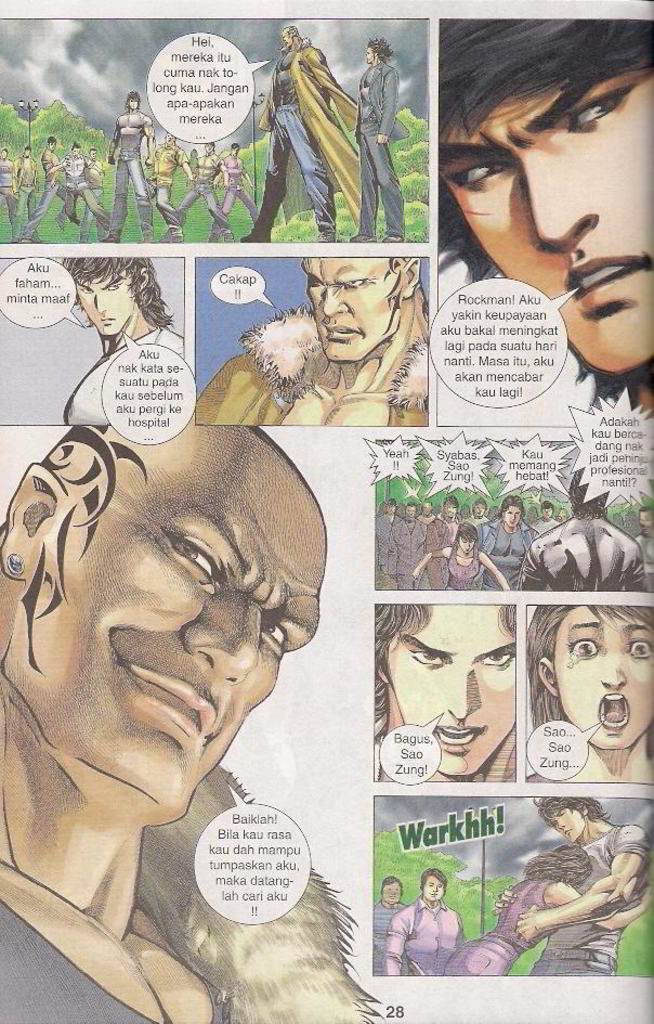 Hei,
mereka itu
cuma nak to-
long kau. Jangan
apa-apakan
mereka
...
Aku
faham...
minta maaf
...
Aku
nak kata se-
suatu pada
kau sebelum
aku pergi ke
hospital
...
Cakap
!!
Rockman! Aku
yakin keupayaan
aku bakal meningkat
lagi pada hari
nanti. Masa itu, aku
akan mencabar
kau lagi!
Baiklah!
Bila kau rasa
kau dah mampu
tumpaskan aku,
maka datang-
lah cari aku
!!
Yeah
!!
Syabas,
Sao
Zung!
Kau
memang
hebat!
Adakah
kau berca-
dang nak
jadi peninju
profesional
nanti!?
Bagus,
Sao
Zung!
Sao...
Sao
Zung...
Warkhh!
28